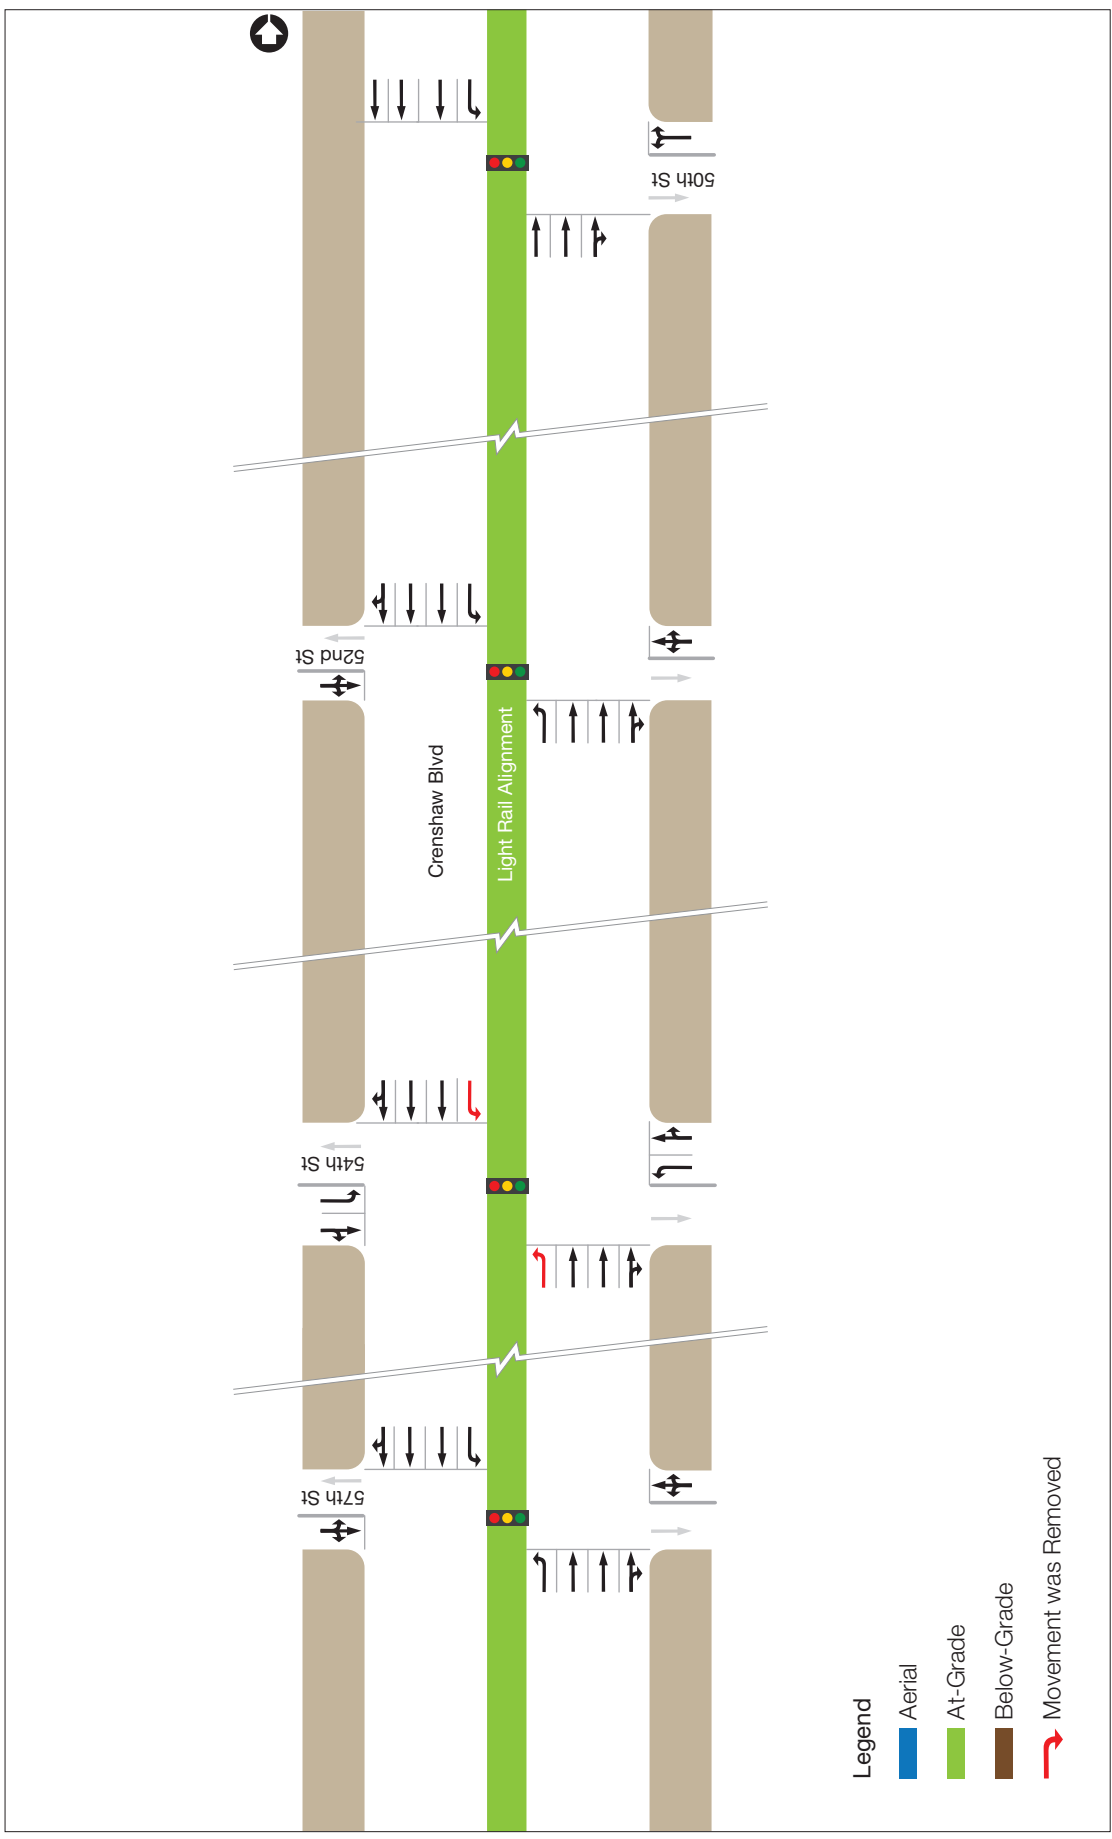 50th St
52nd St
Crenshaw Blvd
Light Rail Alignment
54th St
57th St
Legend
Aerial
At-Grade
Below-Grade
Movement was Removed